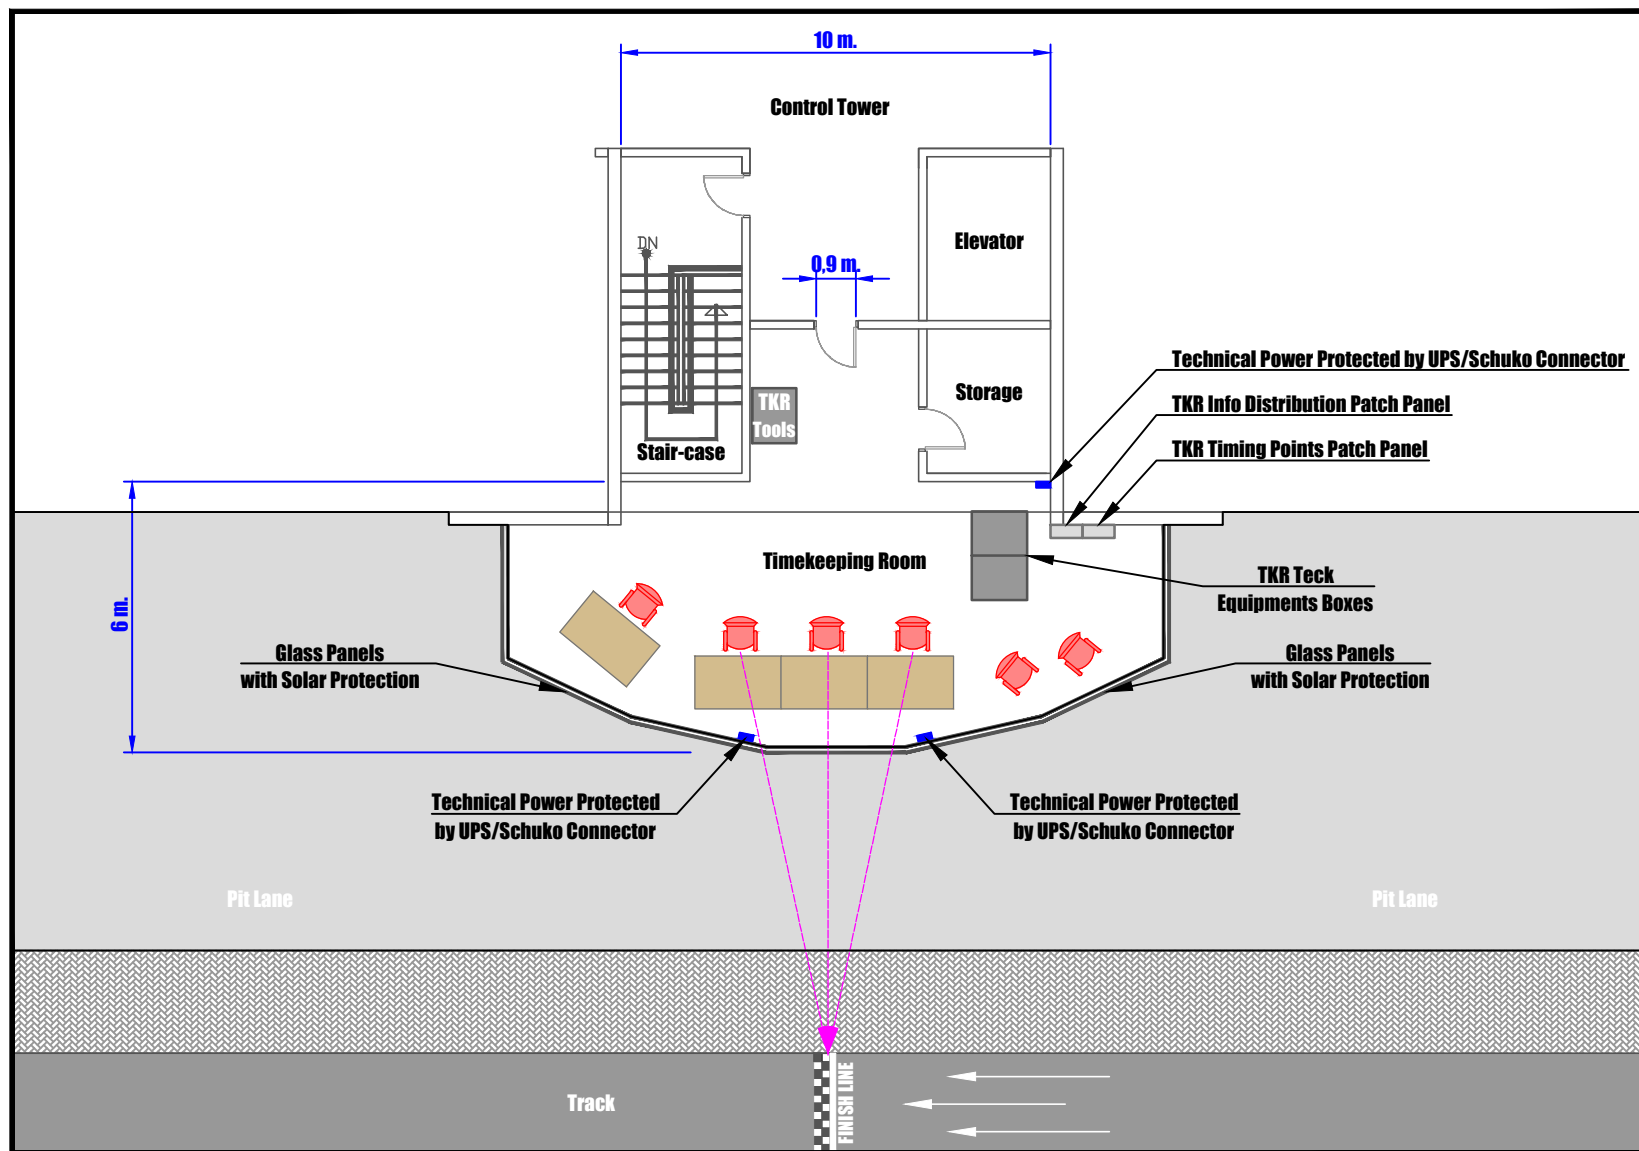 10 m.
Control Tower
DN
Elevator
0,9 m.
Technical Power Protected by UPS/Schuko Connector
TKR
Tools
Storage
TKR Info Distribution Patch Panel
Stair-case
TKR Timing Points Patch Panel
Timekeeping Room
TKR Teck
Equipments Boxes
6 m.
Glass Panels
with Solar Protection
Glass Panels
with Solar Protection
Technical Power Protected
by UPS/Schuko Connector
Technical Power Protected
by UPS/Schuko Connector
Pit Lane
Pit Lane
Track
FINISH LINE